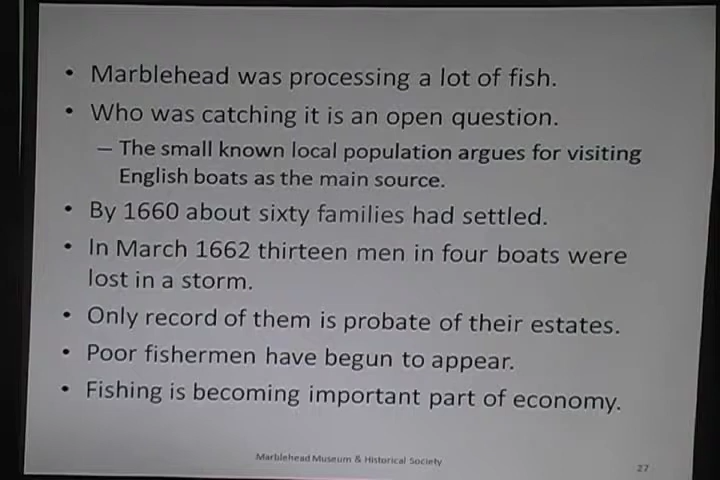 • Marblehead was processing a lot of fish.
• Who was catching it is an open question.
– The small known local population argues for visiting
English boats as the main source.
• By 1660 about sixty families had settled.
• In March 1662 thirteen men in four boats were
lost in a storm.
• Only record of them is probate of their estates.
• Poor fishermen have begun to appear.
• Fishing is becoming important part of economy.
Marblehead Museum & Historical Society
27